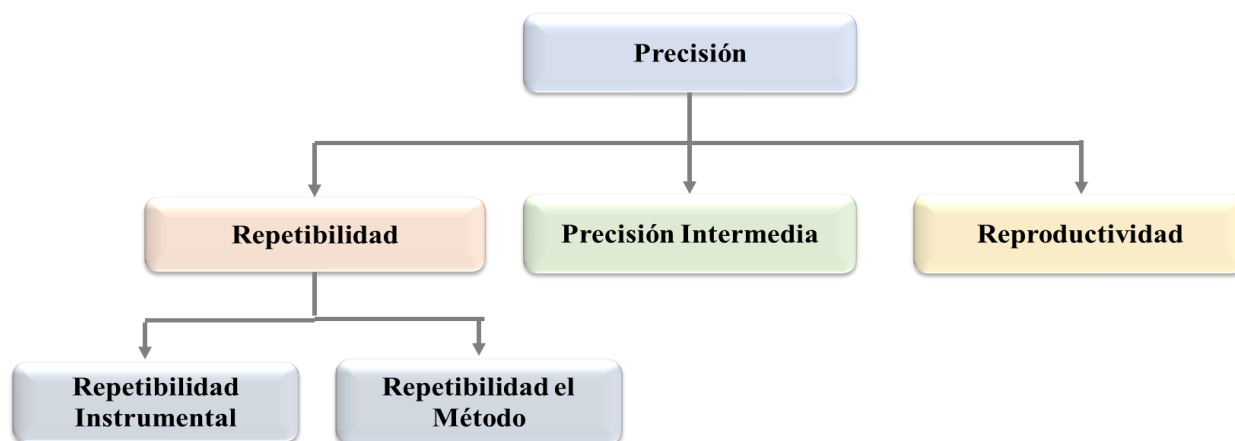 Precisión
Repetibilidad
Precisión Intermedia
Reproductividad
Repetibilidad
Instrumental
Repetibilidad el
Método